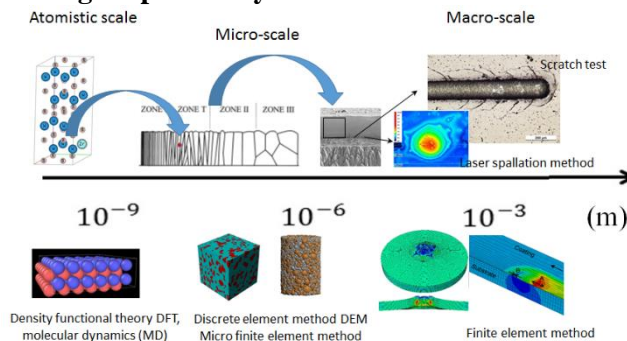 Atomistic scale
Micro-scale
Macro-scale
Scratch test
ZONE T
ZONE II
ZONE III
Laser spallation method
10⁻⁹
10⁻⁶
10⁻³
(m)
Coating
Density functional theory DFT,
molecular dynamics (MD)
Discrete element method DEM
Micro finite element method
Finite element method